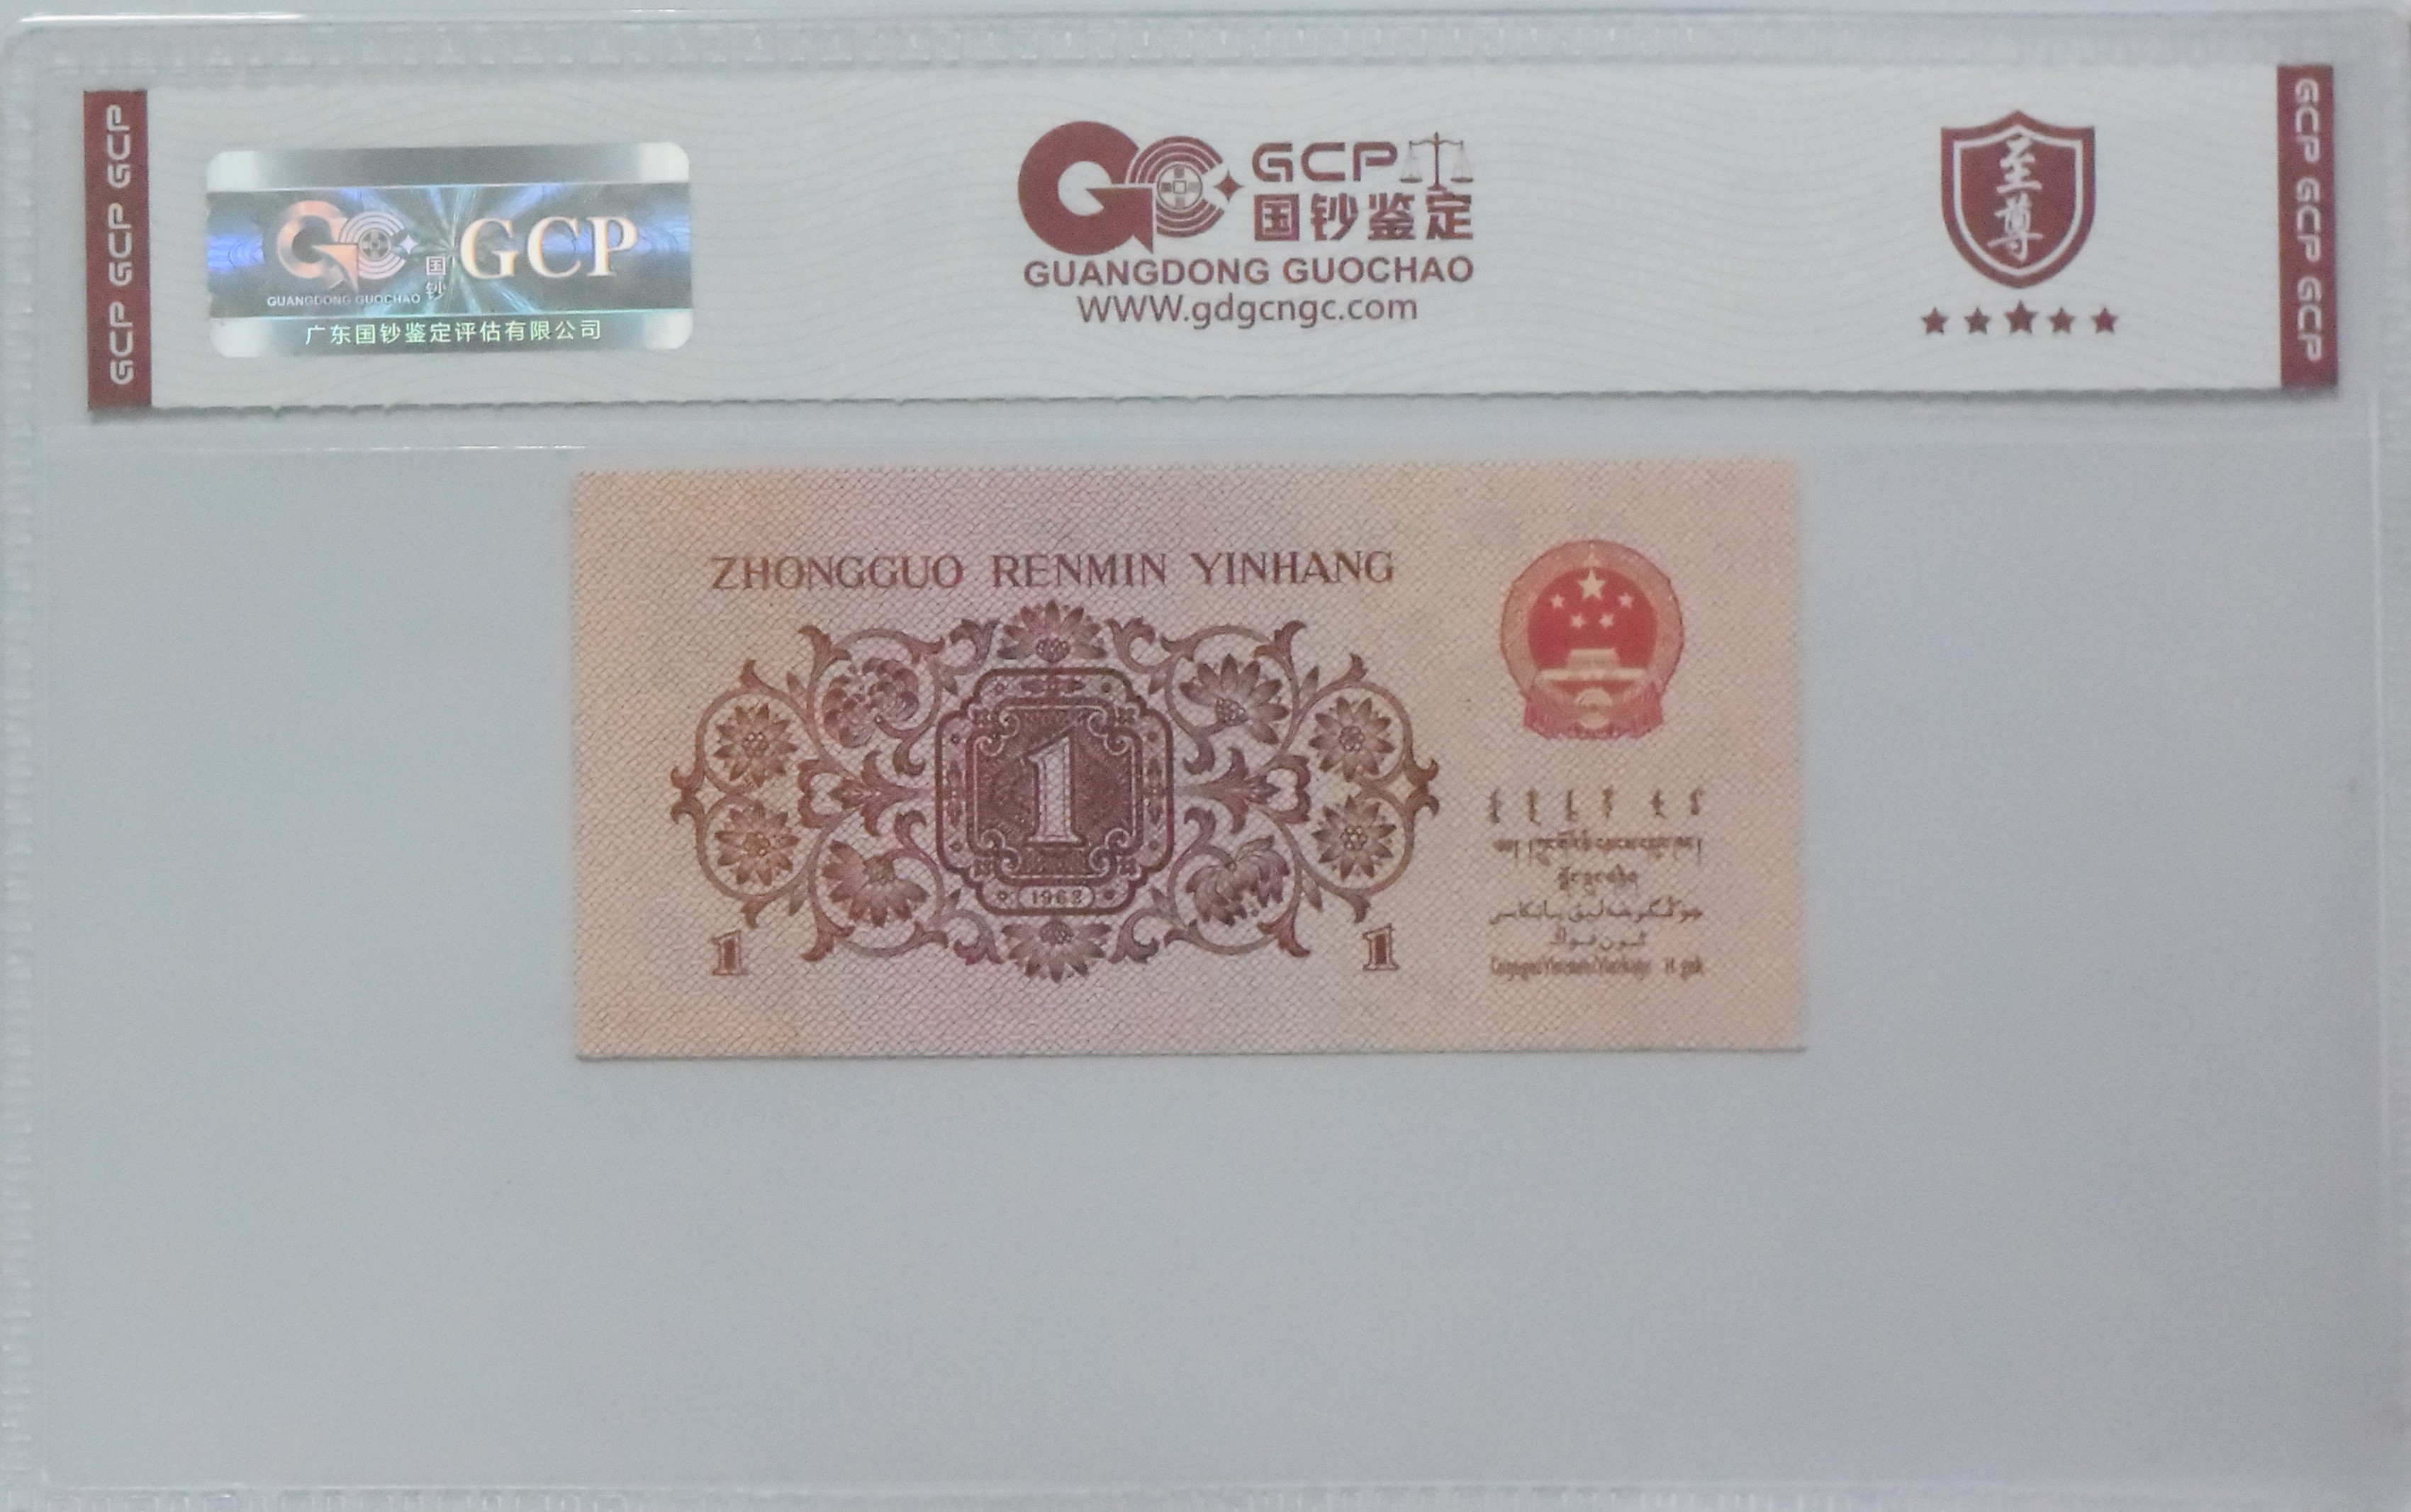 GCP GCP GCP
GUANGDONG GUOCHAO
国钞
GCP
广东国钞鉴定评估有限公司
GCP
国钞鉴定
GUANGDONG GUOCHAO
WWW.gdgcngc.com
至尊
GCP GCP GCP
ZHONGGUO RENMIN YINHANG
1
1962
1
1